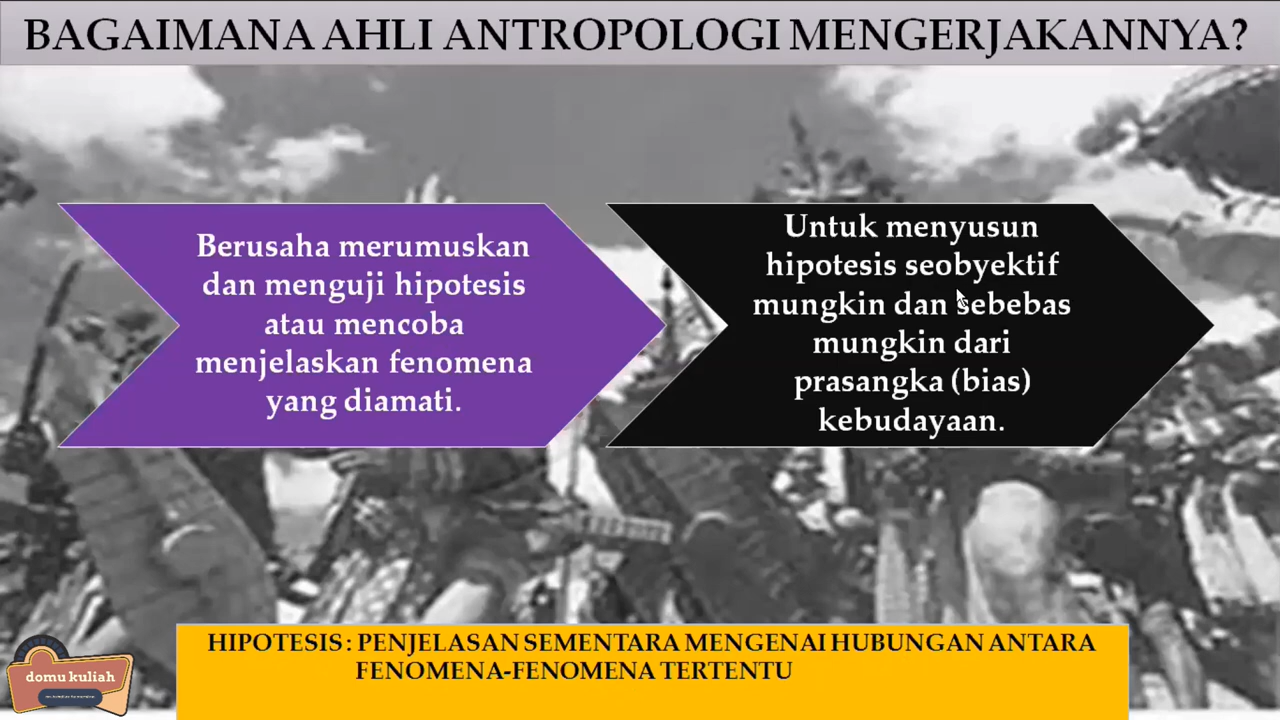 BAGAIMANA AHLI ANTROPOLOGI MENGERJAKANNYA?
Berusaha merumuskan
dan menguji hipotesis
atau mencoba
menjelaskan fenomena
yang diamati.
Untuk menyusun
hipotesis seobyektif
mungkin dan sebebas
mungkin dari
prasangka (bias)
kebudayaan.
HIPOTESIS : PENJELASAN SEMENTARA MENGENAI HUBUNGAN ANTARA
FENOMENA-FENOMENA TERTENTU
domu kuliah